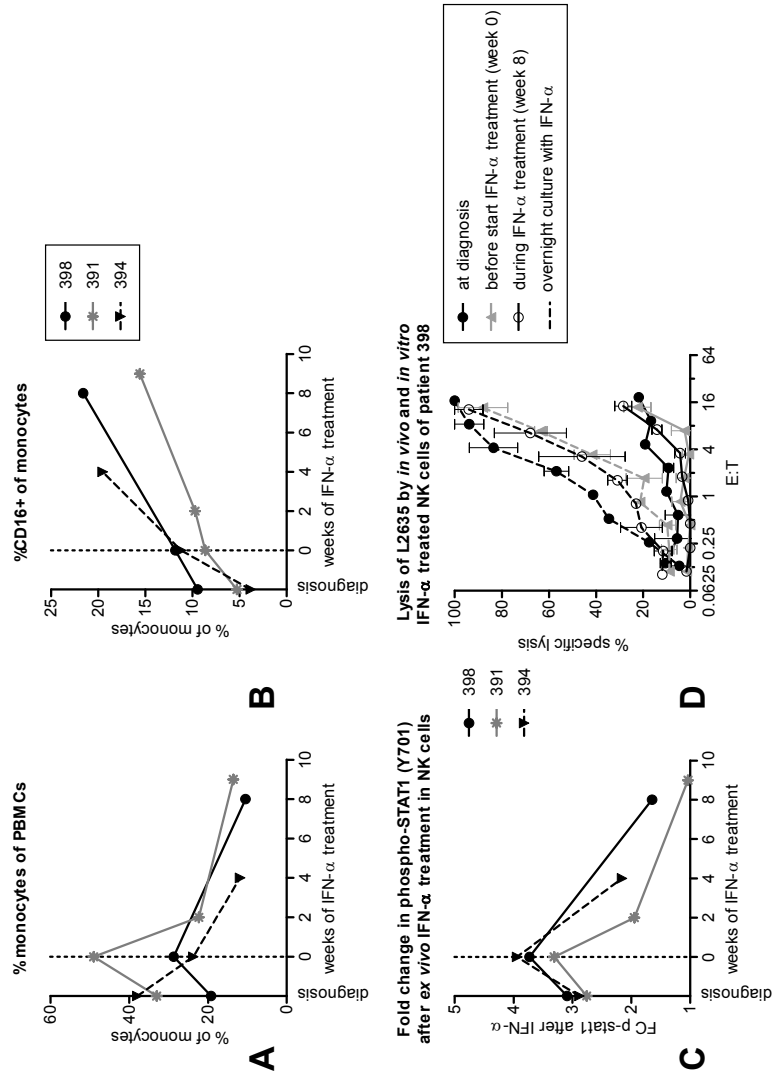 A
% monocytes of PBMCs
% of monocytes
60
40
20
0
diagnosis
0
2
4
6
8
10
weeks of IFN-α treatment
B
%CD16+ of monocytes
% of monocytes
25
20
15
10
5
0
diagnosis
0
2
4
6
8
10
weeks of IFN-α treatment
398
391
394
C
Fold change in phospho-STAT1 (Y701)
after ex vivo IFN-α treatment in NK cells
FC p-stat1 after IFN-α
5
4
3
2
1
diagnosis
0
2
4
6
8
10
weeks of IFN-α treatment
398
391
394
D
Lysis of L2635 by in vivo and in vitro
IFN-α treated NK cells of patient 398
% specific lysis
100
80
60
40
20
0
0.0625
0.25
1
4
16
64
E:T
at diagnosis
before start IFN-α treatment (week 0)
during IFN-α treatment (week 8)
overnight culture with IFN-α